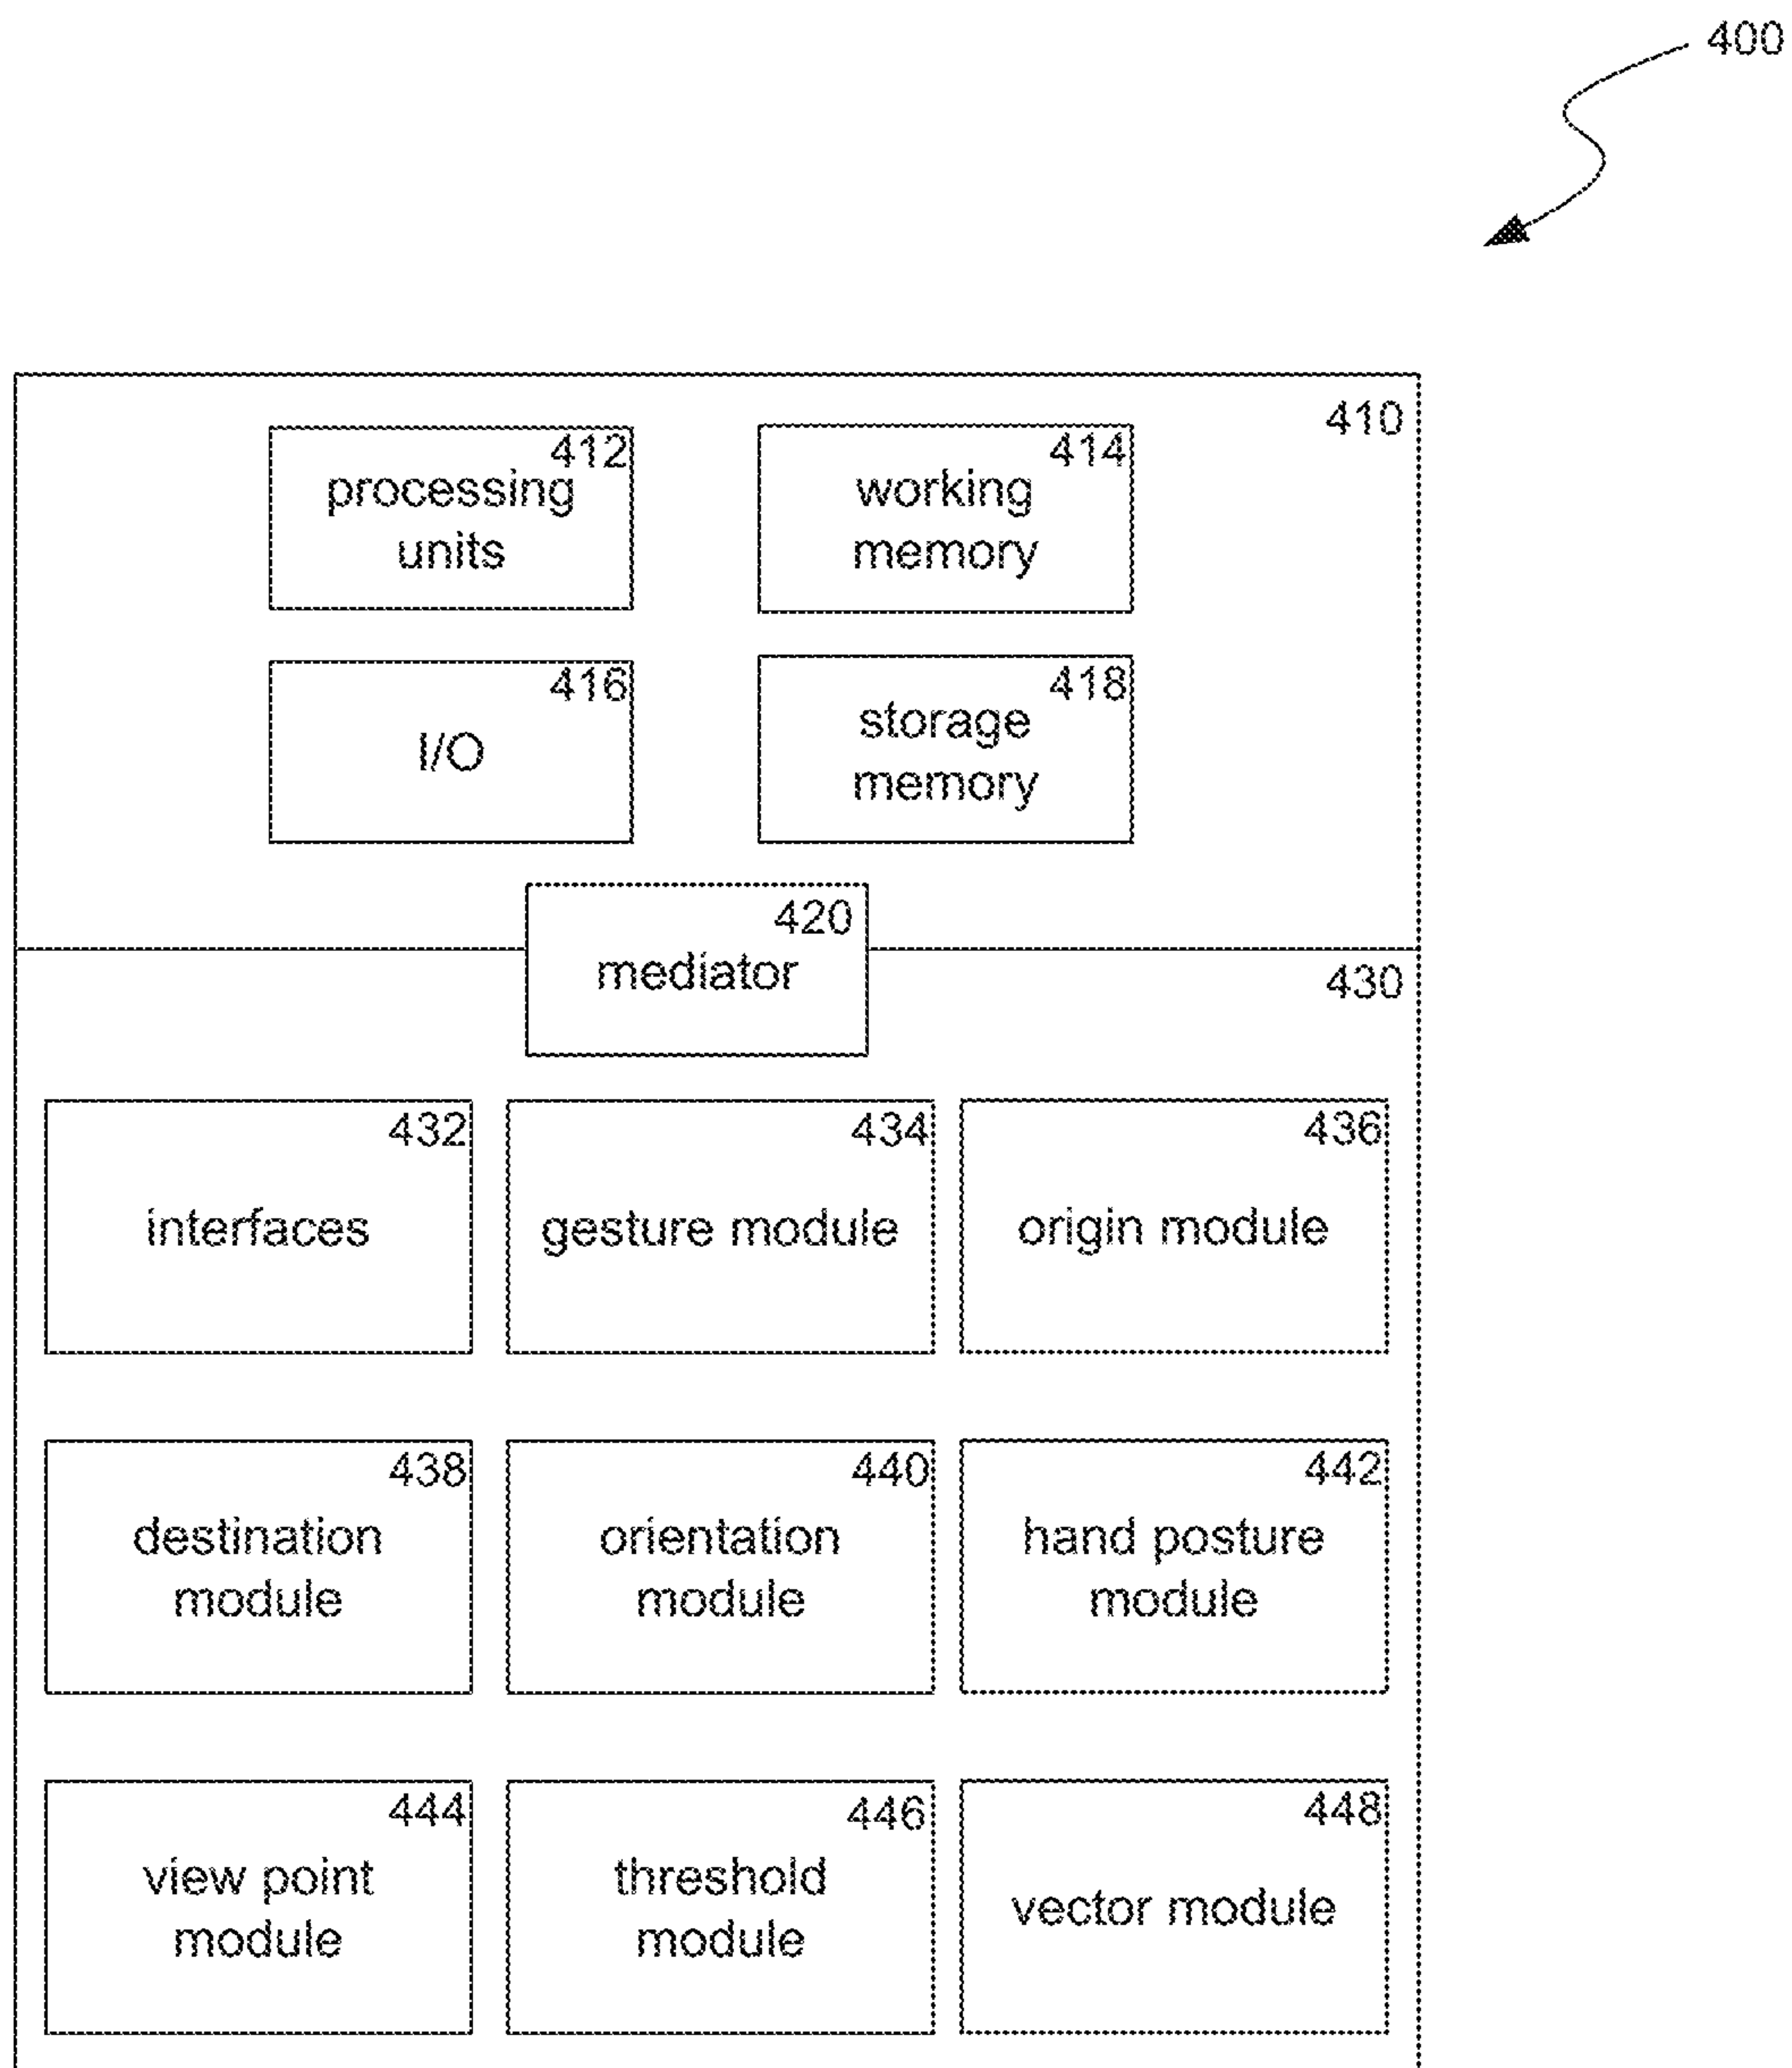 400
410
412
processing
units
414
working
memory
416
I/O
418
storage
memory
420
mediator
430
432
interfaces
434
gesture module
436
origin module
438
destination
module
440
orientation
module
442
hand posture
module
444
view point
module
446
threshold
module
448
vector module